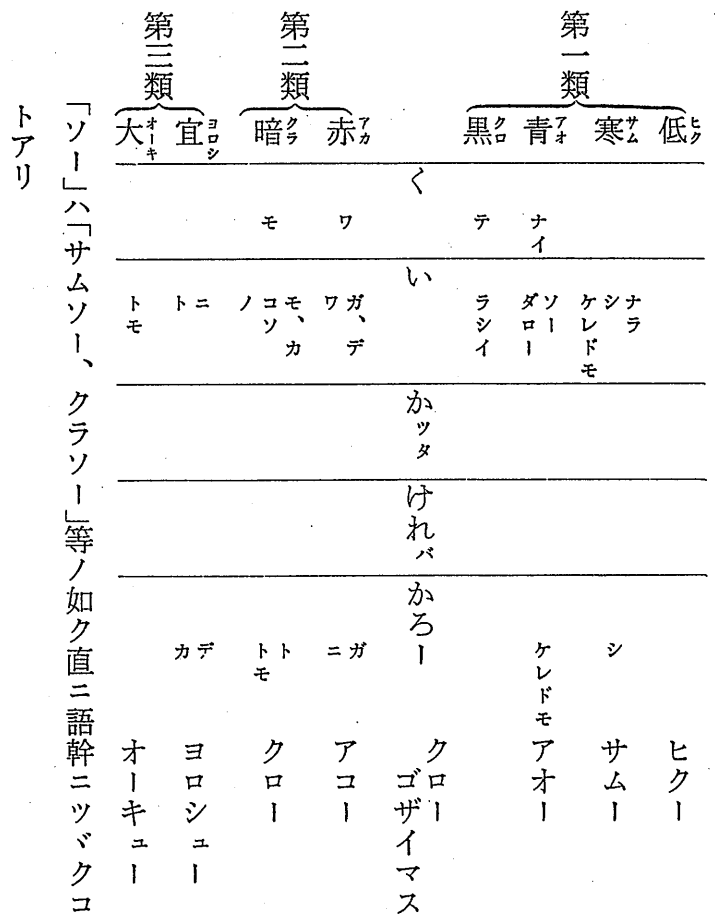 第一類
低ヒク
寒サム
青アオ
黒クロ
第二類
赤アカ
暗クラ
第三類
宜ヨロシ
大オーキ
く
ナイ
テ
ワ
モ
い
ナラ
シ
ケレドモ
ソー
ダロー
ラシイ
ガ、デ
ワ
モ、カ
コソ
ノ
ニ
ト
トモ
かッタ
けれバ
かろー
シ
ケレドモ
ガ
ニ
ト
トモ
デ
カ
ヒクー
サムー
アオー
クロー
ゴザイマス
アコー
クロー
ヨロシュー
オーキュー
「ソー」ハ「サムソー、クラソー」等ノ如ク直ニ語幹ニツヾクコ
トアリ